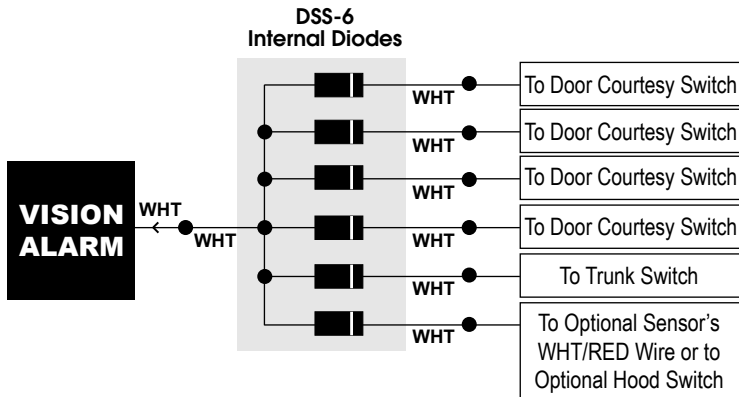 DSS-6
Internal Diodes
WHT
To Door Courtesy Switch
WHT
To Door Courtesy Switch
WHT
To Door Courtesy Switch
VISION
ALARM
WHT
WHT
WHT
To Door Courtesy Switch
WHT
To Trunk Switch
WHT
To Optional Sensor's
WHT/RED Wire or to
Optional Hood Switch